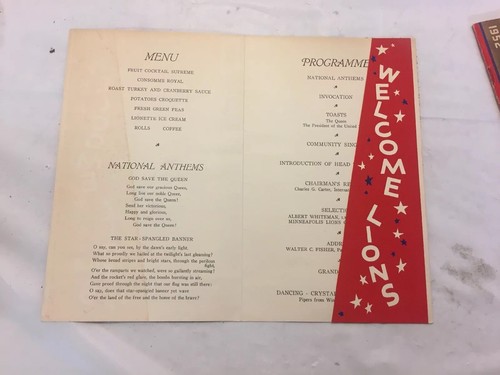 MENU
FRUIT COCKTAIL SUPREME
CONSOMME ROYAL
ROAST TURKEY AND CRANBERRY SAUCE
POTATOES CROQUETTE
FRESH GREEN PEAS
LIONETTE ICE CREAM
ROLLS COFFEE
NATIONAL ANTHEMS
GOD SAVE THE QUEEN
God save our gracious Queen,
Long live our noble Queen,
God save the Queen!
Send her victorious,
Happy and glorious,
Long to reign over us,
God save the Queen!
THE STAR-SPANGLED BANNER
O say, can you see, by the dawn's early light,
What so proudly we hailed at the twilight's last gleaming?
Whose broad stripes and bright stars, through the perilous
fight,
O'er the ramparts we watched, were so gallantly streaming!
And the rocket's red glare, the bombs bursting in air,
Gave proof through the night that our flag was still there:
O say, does that star-spangled banner yet wave
O'er the land of the free and the home of the brave?
PROGRAMME
NATIONAL ANTHEMS
INVOCATION
TOASTS
The Queen
The President of the United
COMMUNITY SING
INTRODUCTION OF HEAD
CHAIRMAN'S RE
Charles G. Carter,
SELECTI
ALBERT WHITEMAN,
MINNEAPOLIS LIONS
ADDR
WALTER C. FISHER,
GRAND
DANCING - CRYSTAL
Pipers from
WELCOME LIONS
1952